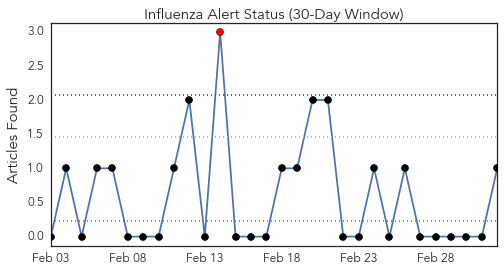 Influenza Alert Status (30-Day Window)
Articles Found
3.0
2.5
2.0
1.5
1.0
0.5
0.0
Feb 03 Feb 08 Feb 13 Feb 18 Feb 23 Feb 28